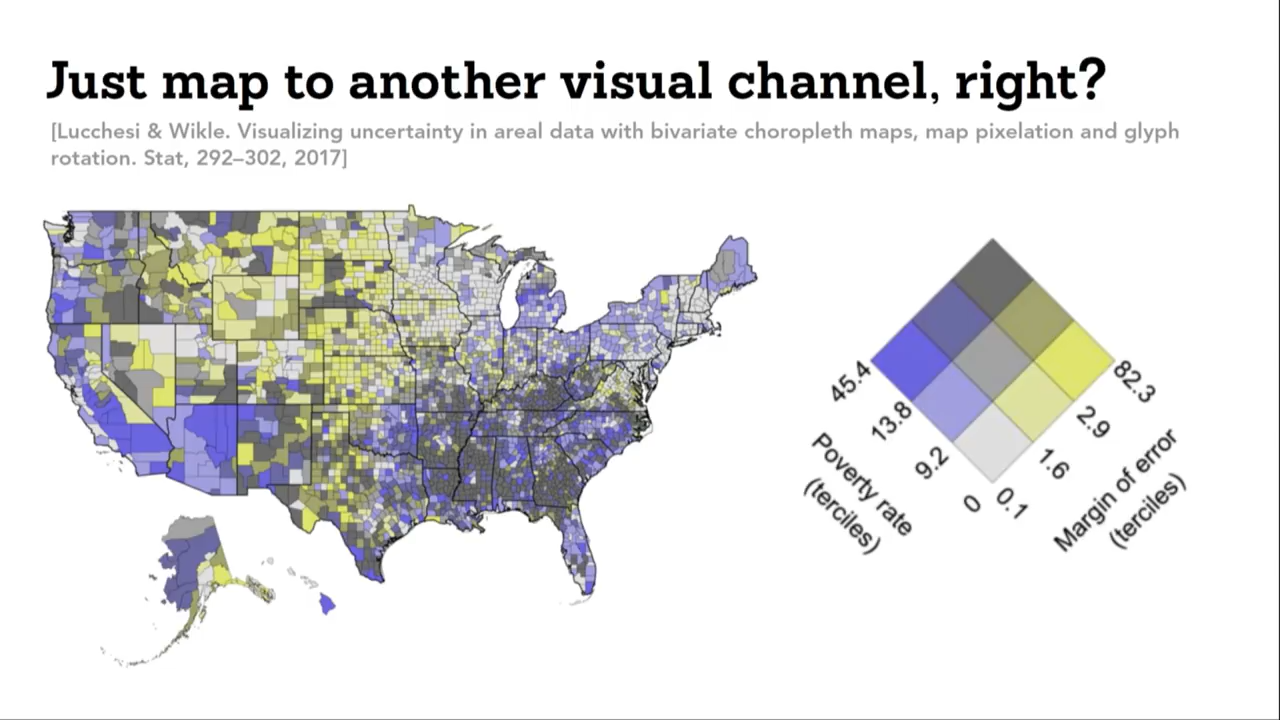 Just map to another visual channel, right?
[Lucchesi & Wikle. Visualizing uncertainty in areal data with bivariate choropleth maps, map pixelation and glyph
rotation. Stat, 292–302, 2017]
45.4
13.8
9.2
0
Poverty rate
(terciles)
82.3
2.9
1.6
0.1
Margin of error
(terciles)